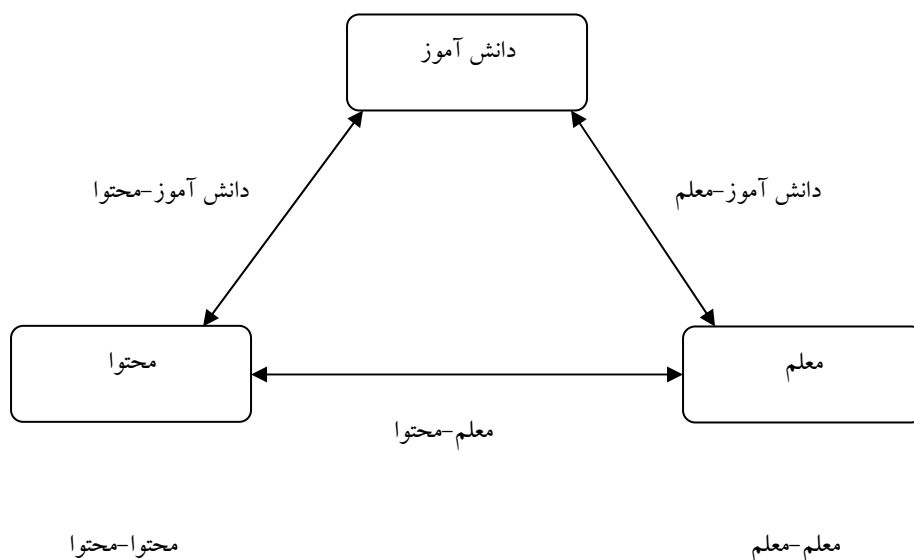 دانش آموز
دانش آموز-معلم
دانش آموز-محتوا
معلم
محتوا
معلم-محتوا
معلم-معلم
محتوا-محتوا